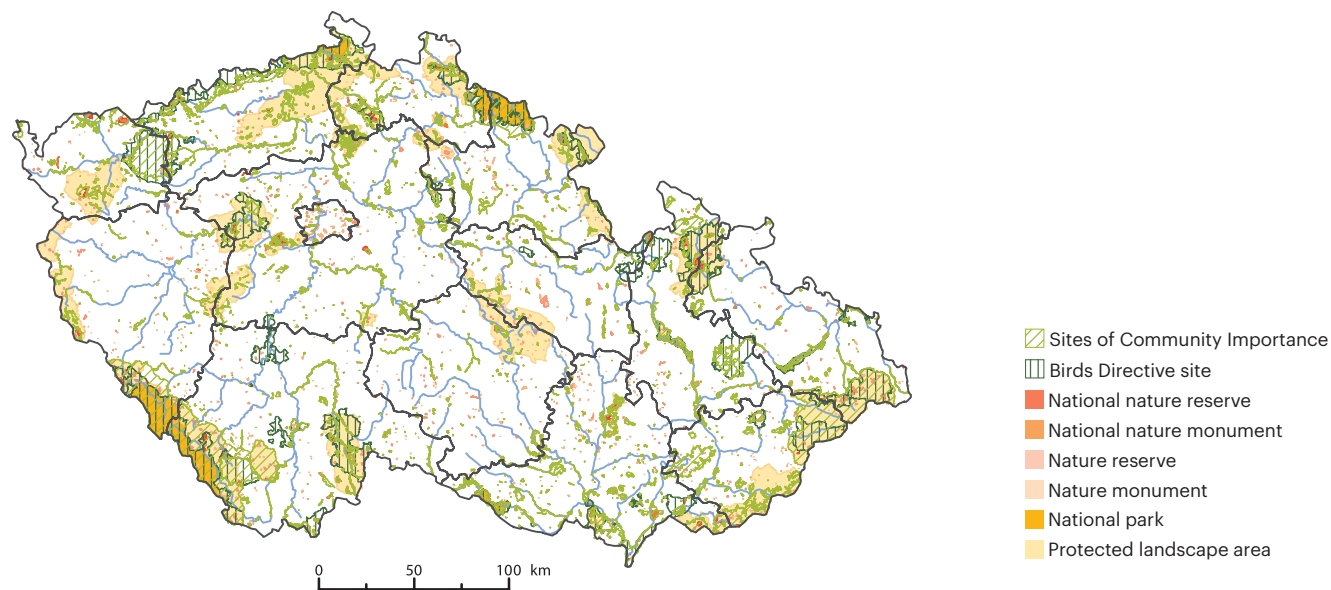 Sites of Community Importance
Birds Directive site
National nature reserve
National nature monument
Nature reserve
Nature monument
National park
Protected landscape area
0 50 100 km